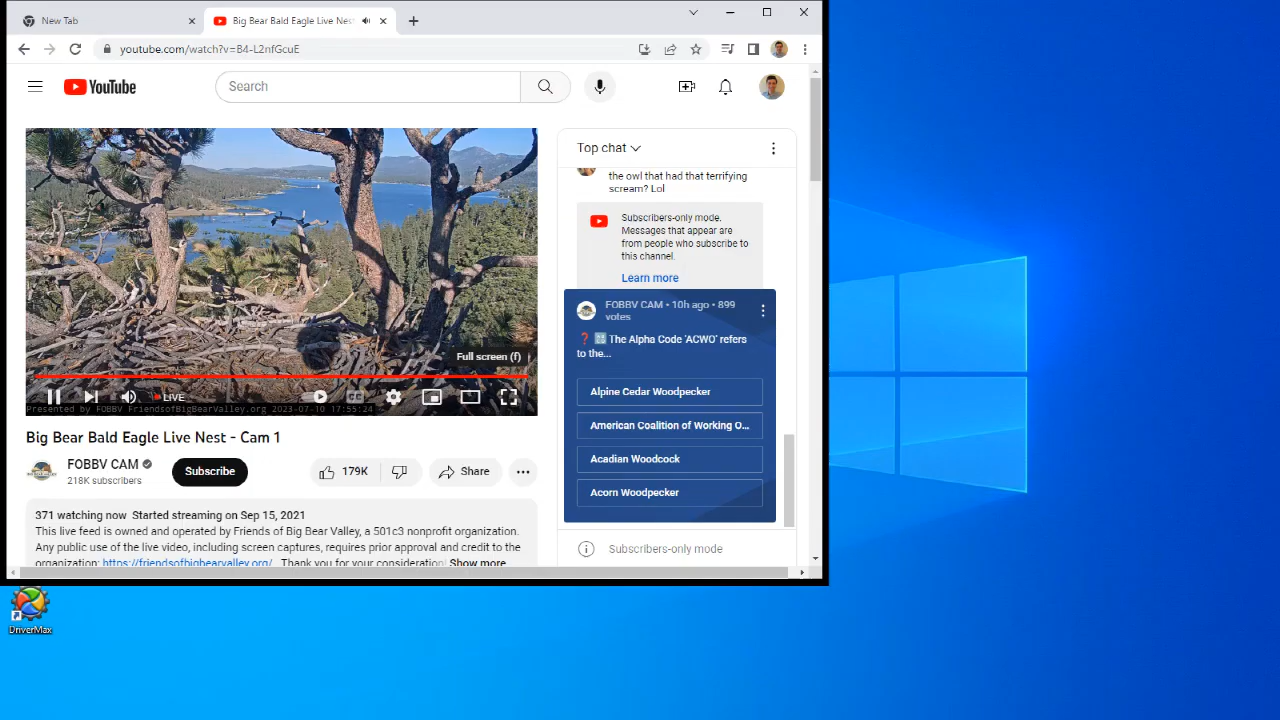 New Tab
Big Bear Bald Eagle Live Nest
youtube.com/watch?v=B4-L2nfGcuE
YouTube
Search
Top chat
the owl that had that terrifying
scream? Lol
Subscribers-only mode.
Messages that appear are
from people who subscribe to
this channel.
Learn more
FOBBV CAM • 10h ago • 899
votes
❓ 🔠 The Alpha Code 'ACWO' refers
to the...
Alpine Cedar Woodpecker
American Coalition of Working O...
Acadian Woodcock
Acorn Woodpecker
Subscribers-only mode
Full screen (f)
LIVE
Presented by FOBBV FriendsofBigBearValley.org 2023-07-10 17:55:24
Big Bear Bald Eagle Live Nest - Cam 1
FOBBV CAM
218K subscribers
Subscribe
179K
Share
371 watching now Started streaming on Sep 15, 2021
This live feed is owned and operated by Friends of Big Bear Valley, a 501c3 nonprofit organization.
Any public use of the live video, including screen captures, requires prior approval and credit to the
organization: https://friendsofbigbearvalley.org/ . Thank you for your consideration! Show more
DriverMax